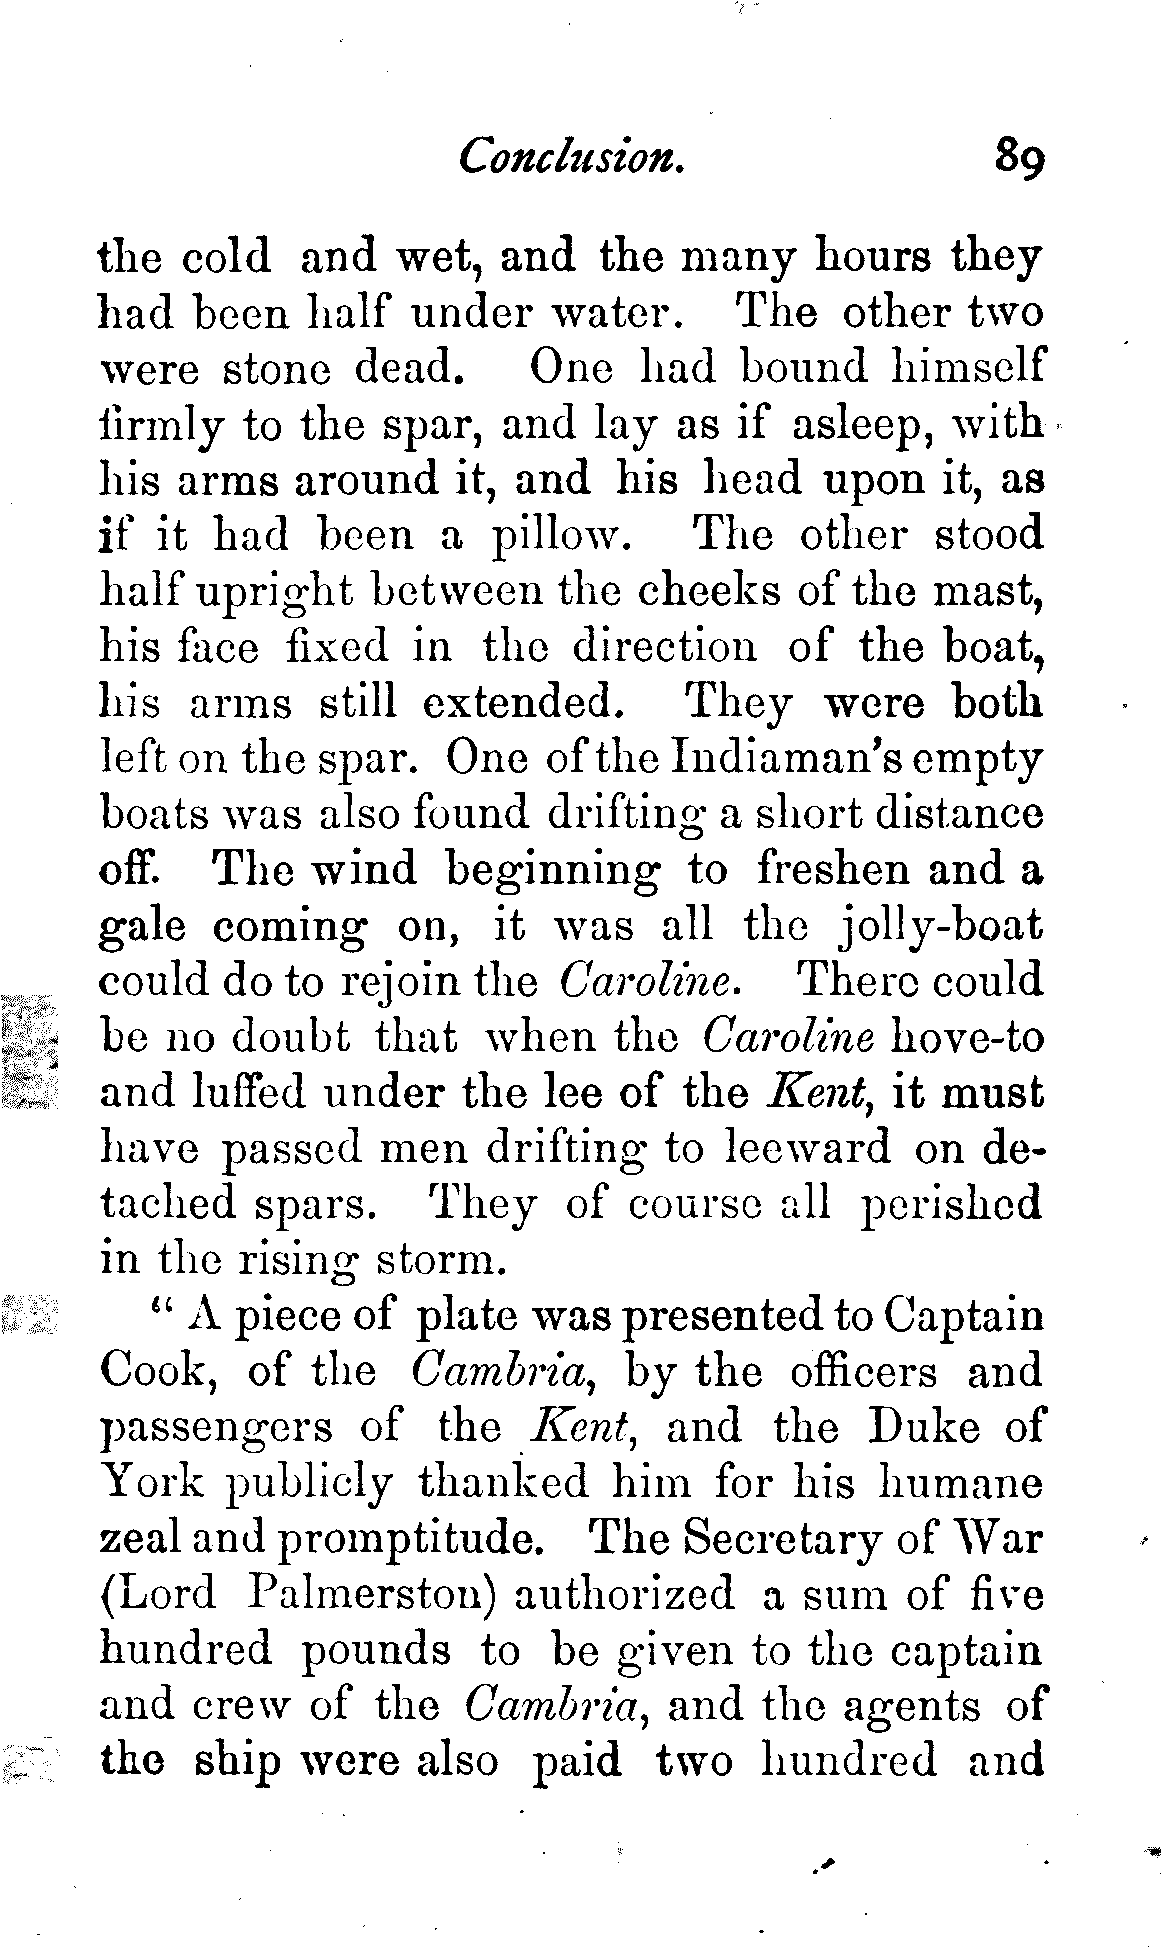 Conclusion. 89
the cold and wet, and the many hours they
had been half under water. The other two
were stone dead. One had bound himself
firmly to the spar, and lay as if asleep, with
his arms around it, and his head upon it, as
if it had been a pillow. The other stood
half upright between the cheeks of the mast,
his face fixed in the direction of the boat,
his arms still extended. They were both
left on the spar. One of the Indiaman's empty
boats was also found drifting a short distance
off. The wind beginning to freshen and a
gale coming on, it was all the jolly-boat
could do to rejoin the Caroline. There could
be no doubt that when the Caroline hove-to
and luffed under the lee of the Kent, it must
have passed men drifting to leeward on de-
tached spars. They of course all perished
in the rising storm.
“ A piece of plate was presented to Captain
Cook, of the Cambria, by the officers and
passengers of the Kent, and the Duke of
York publicly thanked him for his humane
zeal and promptitude. The Secretary of War
(Lord Palmerston) authorized a sum of five
hundred pounds to be given to the captain
and crew of the Cambria, and the agents of
the ship were also paid two hundred and